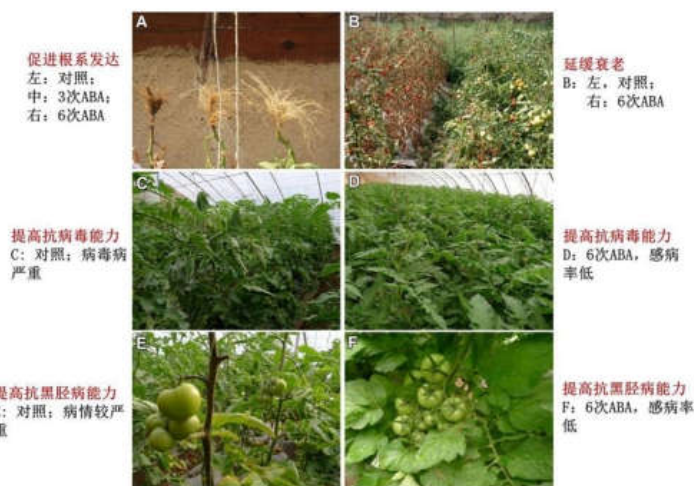 A
B
促进根系发达
左：对照；
中：3次ABA；
右：6次ABA
延缓衰老
B：左，对照；
右：6次ABA
C
D
提高抗病毒能力
C：对照；病毒病
严重
提高抗病毒能力
D：6次ABA，感病
率低
E
F
提高抗黑胫病能力
：对照；病情较严
重
提高抗黑胫病能力
F：6次ABA，感病率
低